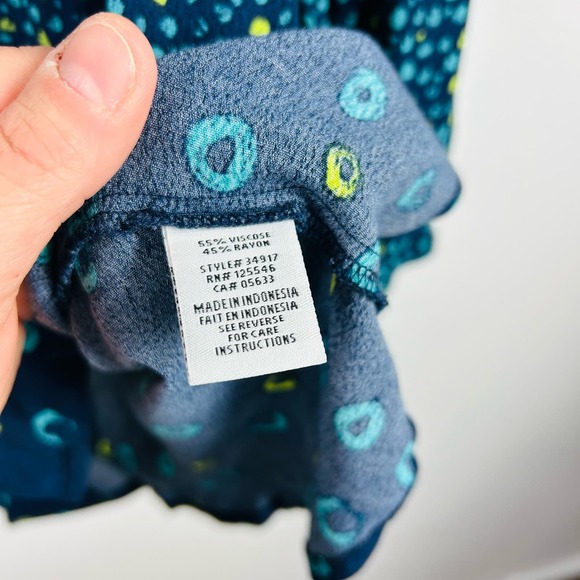 55% VISCOSE
45% RAYON
STYLE# 34917
RN# 125546
CA# 05633
MADE IN INDONESIA
FAIT EN INDONESIA
SEE REVERSE
FOR CARE
INSTRUCTIONS